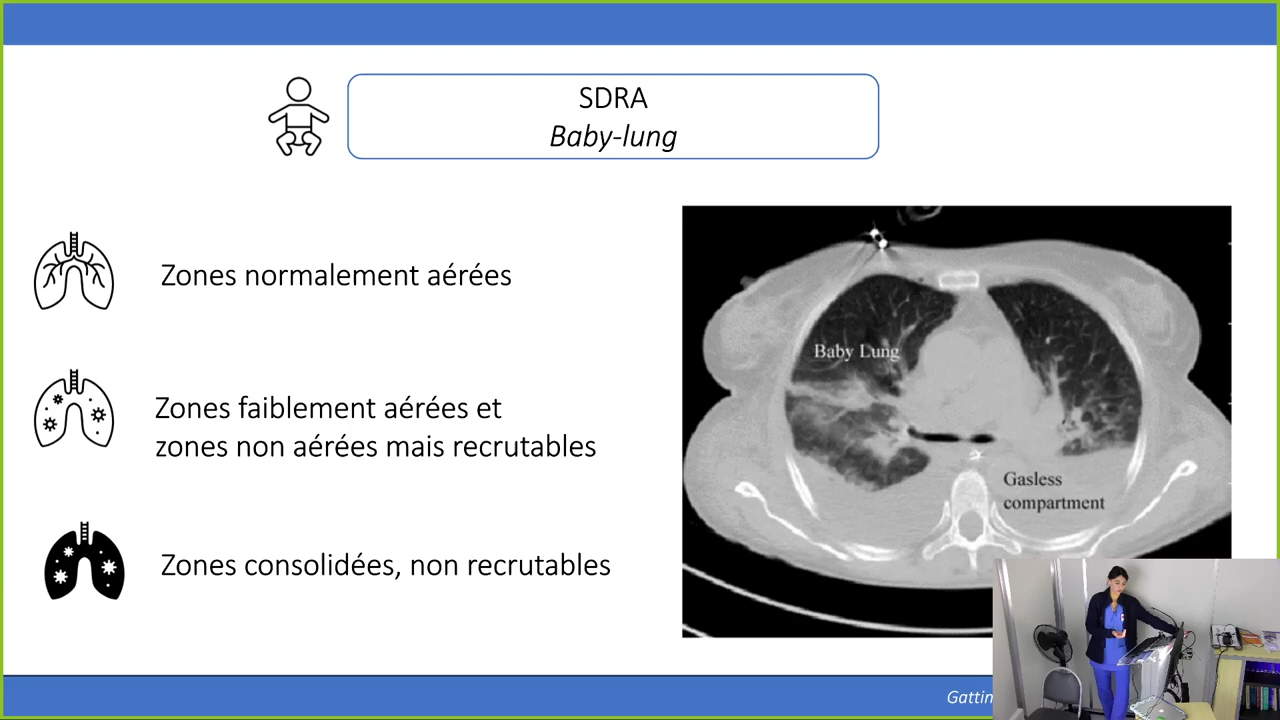 SDRA
Baby-lung
Zones normalement aérées
Zones faiblement aérées et
zones non aérées mais recrutables
Zones consolidées, non recrutables
Baby Lung
Gasless
compartment